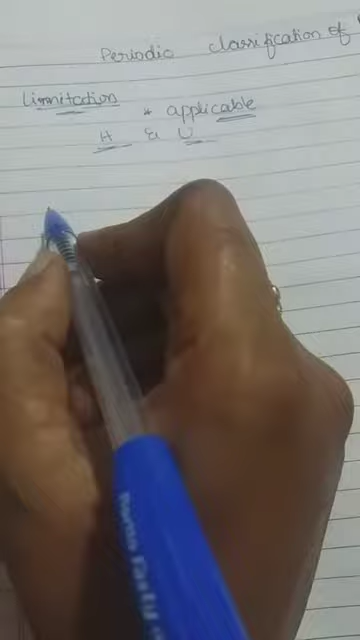 Periodic classification of
Limitation
* applicable
H & U